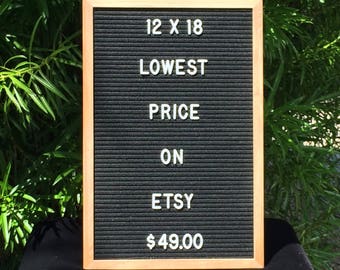 12 X 18
LOWEST
PRICE
ON
ETSY
$49.00